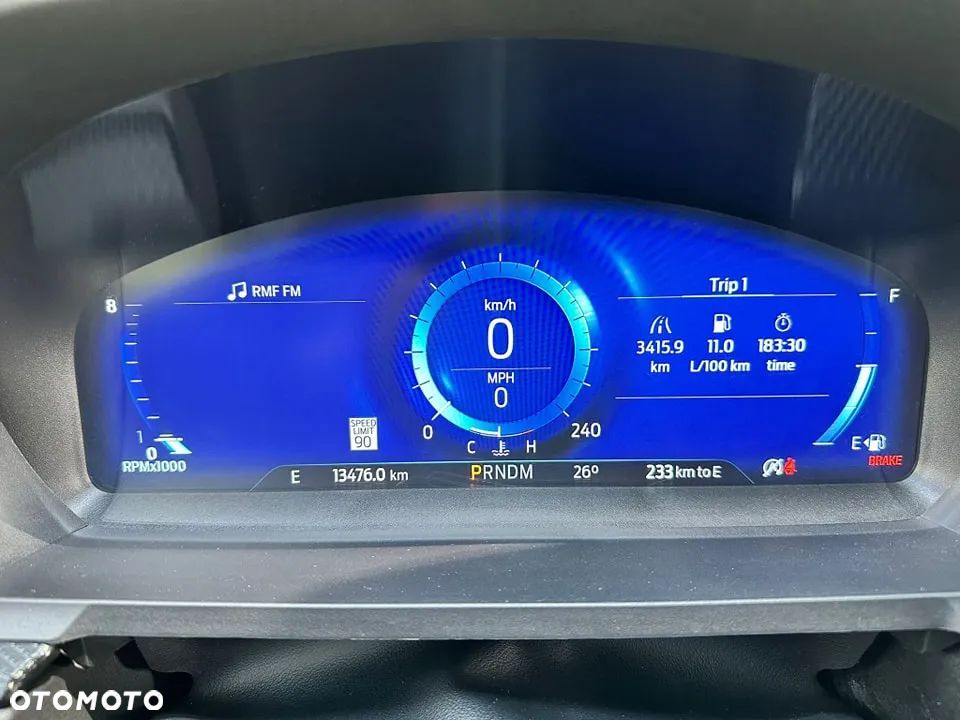 RMF FM
8
1
0
RPMx1000
SPEED
LIMIT
90
km/h
0
MPH
0
0
240
C H
Trip 1
3415.9 11.0 183:30
km L/100 km time
F
E
BRAKE
E 13476.0 km PRNDM 26° 233 km to E
OTOMOTO